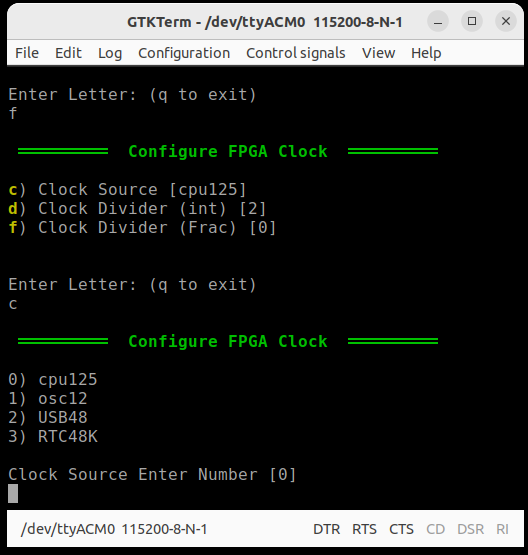 GTKTerm - /dev/ttyACM0 115200-8-N-1
File Edit Log Configuration Control signals View Help
Enter Letter: (q to exit)
f
Configure FPGA Clock
c) Clock Source [cpu125]
d) Clock Divider (int) [2]
f) Clock Divider (Frac) [0]
Enter Letter: (q to exit)
c
Configure FPGA Clock
0) cpu125
1) osc12
2) USB48
3) RTC48K
Clock Source Enter Number [0]
/dev/ttyACM0 115200-8-N-1 DTR RTS CTS CD DSR RI